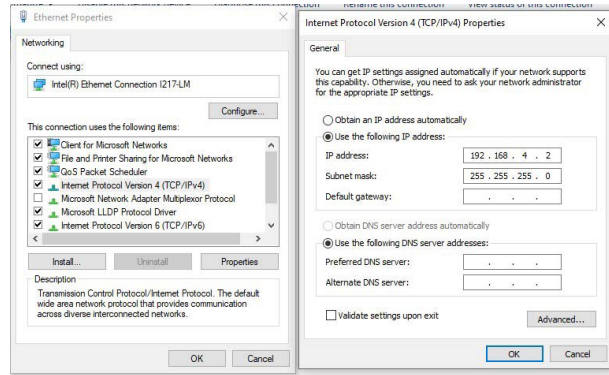 Ethernet Properties
Networking
Connect using:
Intel(R) Ethernet Connection I217-LM
Configure...
This connection uses the following items:
Client for Microsoft Networks
File and Printer Sharing for Microsoft Networks
QoS Packet Scheduler
Internet Protocol Version 4 (TCP/IPv4)
Microsoft Network Adapter Multiplexor Protocol
Microsoft LLDP Protocol Driver
Internet Protocol Version 6 (TCP/IPv6)
Install...
Uninstall
Properties
Description
Transmission Control Protocol/Internet Protocol. The default
wide area network protocol that provides communication
across diverse interconnected networks.
OK
Cancel
Rename this connection
View status of this connection
Internet Protocol Version 4 (TCP/IPv4) Properties
General
You can get IP settings assigned automatically if your network supports
this capability. Otherwise, you need to ask your network administrator
for the appropriate IP settings.
Obtain an IP address automatically
Use the following IP address:
IP address: 192 . 168 . 4 . 2
Subnet mask: 255 . 255 . 255 . 0
Default gateway: . . .
Obtain DNS server address automatically
Use the following DNS server addresses:
Preferred DNS server: . . .
Alternate DNS server: . . .
Validate settings upon exit
Advanced...
OK
Cancel